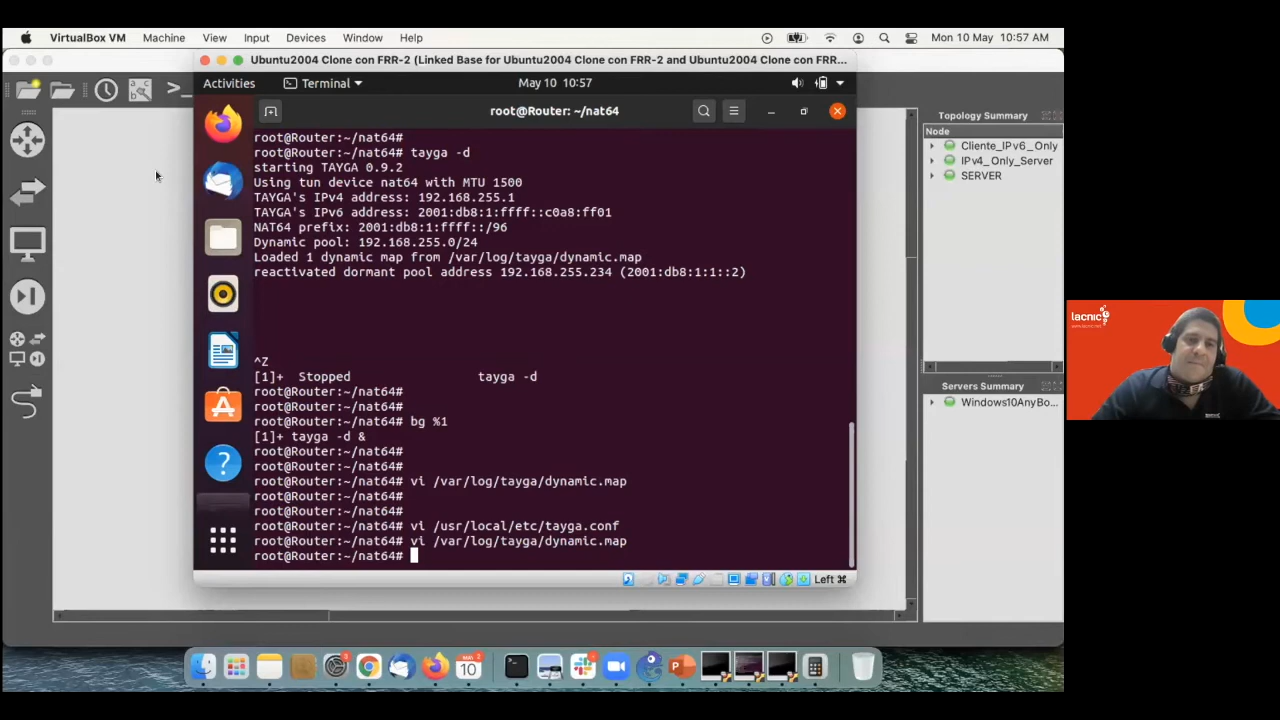 VirtualBox VM Machine View Input Devices Window Help Mon 10 May 10:57 AM
Ubuntu2004 Clone con FRR-2 (Linked Base for Ubuntu2004 Clone con FRR-2 and Ubuntu2004 Clone con FRR...
Activities Terminal May 10 10:57
root@Router: ~/nat64
root@Router:~/nat64#
root@Router:~/nat64# tayga -d
starting TAYGA 0.9.2
Using tun device nat64 with MTU 1500
TAYGA's IPv4 address: 192.168.255.1
TAYGA's IPv6 address: 2001:db8:1:ffff::c0a8:ff01
NAT64 prefix: 2001:db8:1:ffff::/96
Dynamic pool: 192.168.255.0/24
Loaded 1 dynamic map from /var/log/tayga/dynamic.map
reactivated dormant pool address 192.168.255.234 (2001:db8:1:1::2)
^Z
[1]+ Stopped tayga -d
root@Router:~/nat64#
root@Router:~/nat64#
root@Router:~/nat64# bg %1
[1]+ tayga -d &
root@Router:~/nat64#
root@Router:~/nat64#
root@Router:~/nat64# vi /var/log/tayga/dynamic.map
root@Router:~/nat64#
root@Router:~/nat64#
root@Router:~/nat64# vi /usr/local/etc/tayga.conf
root@Router:~/nat64# vi /var/log/tayga/dynamic.map
root@Router:~/nat64#
Left ⌘
Topology Summary
Node
Cliente_IPv6_Only
IPv4_Only_Server
SERVER
Servers Summary
Windows10AnyBo...
lacnic
MAY
10